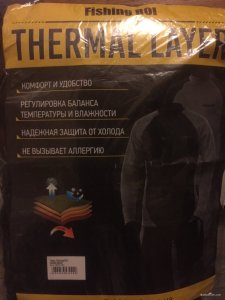 Fishing ROI
THERMAL LAYER
КОМФОРТ И УДОБСТВО
РЕГУЛИРОВКА БАЛАНСА
ТЕМПЕРАТУРЫ И ВЛАЖНОСТИ
НАДЕЖНАЯ ЗАЩИТА ОТ ХОЛОДА
НЕ ВЫЗЫВАЕТ АЛЛЕРГИЮ